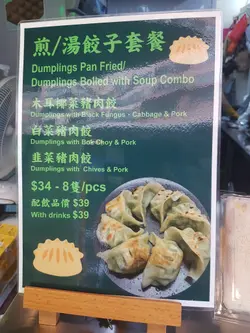 煎/湯餃子套餐
Dumplings Pan Fried/
Dumplings Boiled with Soup Combo
木耳椰菜豬肉餃
Dumplings with Black Fungus - Cabbage & Pork
白菜豬肉餃
Dumplings with Bok Choy & Pork
韭菜豬肉餃
Dumplings with Chives & Pork
$34 - 8隻/pcs
配飲品價 $39
With drinks $39